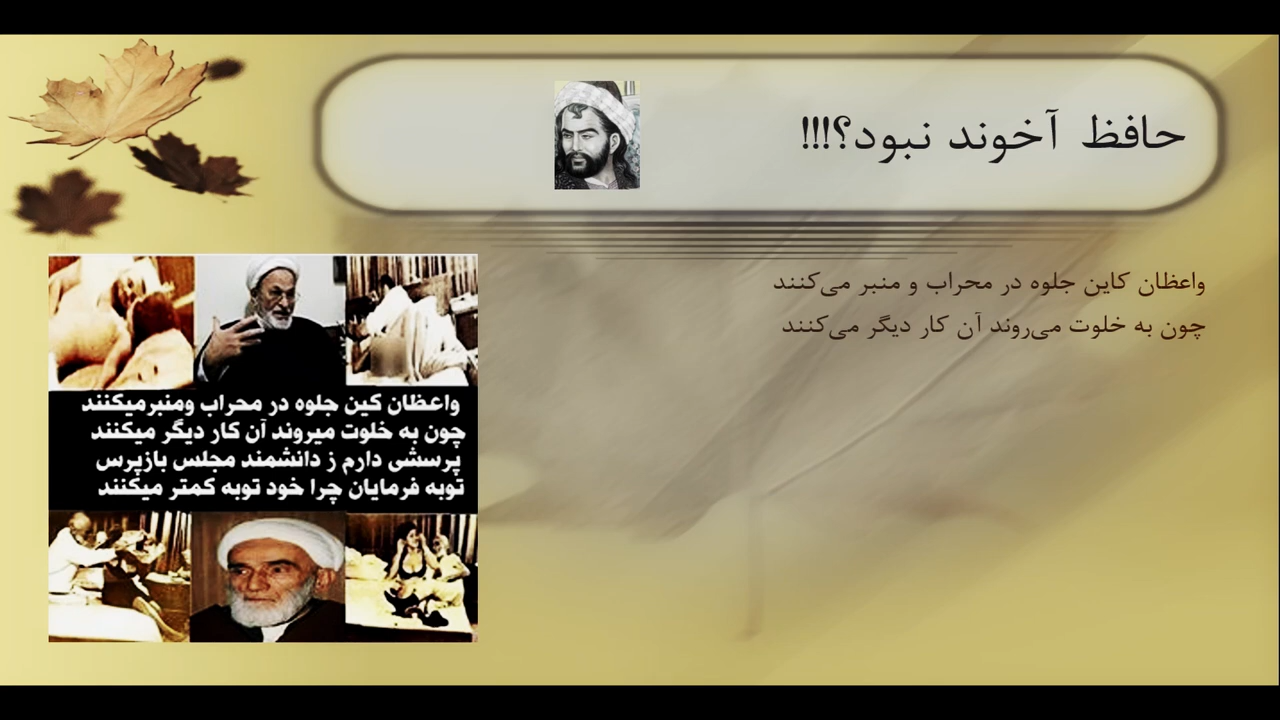 حافظ آخوند نبود؟!!!
واعظان کاین جلوه در محراب و منبر می‌کنند
چون به خلوت می‌روند آن کار دیگر می‌کنند
واعظان کین جلوه در محراب ومنبرمیکنند
چون به خلوت میروند آن کار دیگر میکنند
پرسشی دارم ز دانشمند مجلس بازپرس
توبه فرمایان چرا خود توبه کمتر میکنند